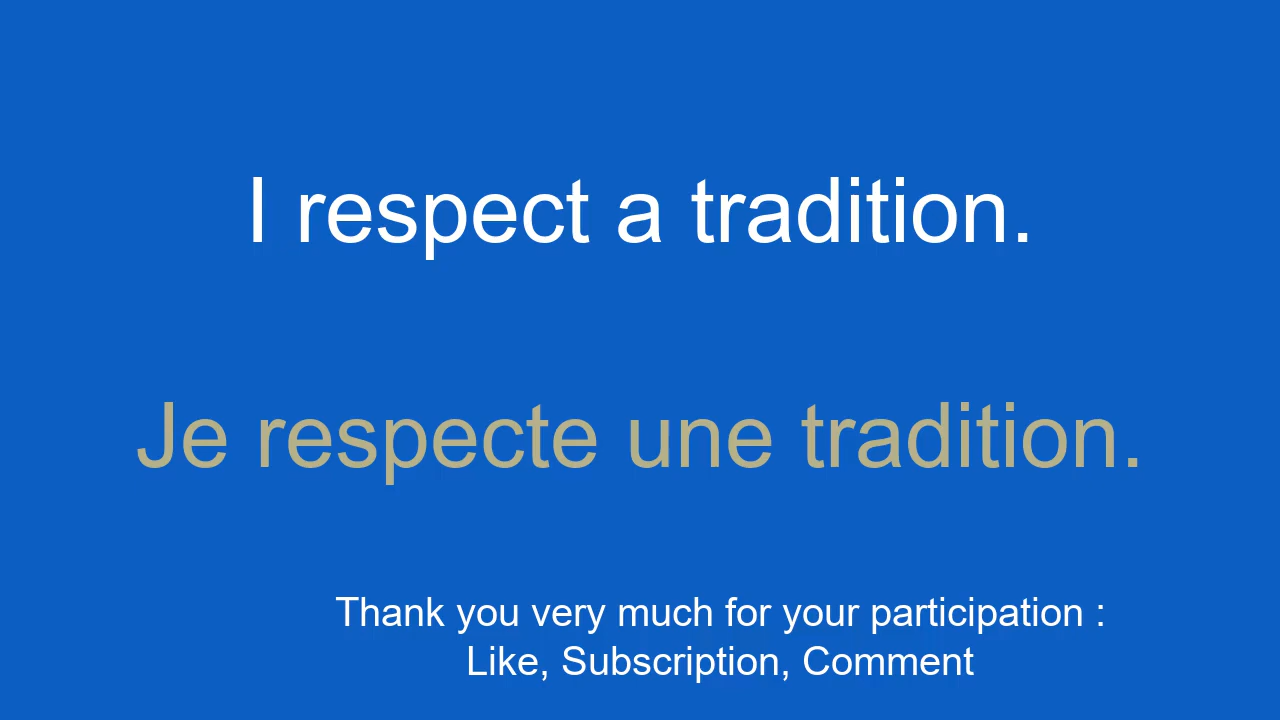 I respect a tradition.
Je respecte une tradition.
Thank you very much for your participation :
Like, Subscription, Comment